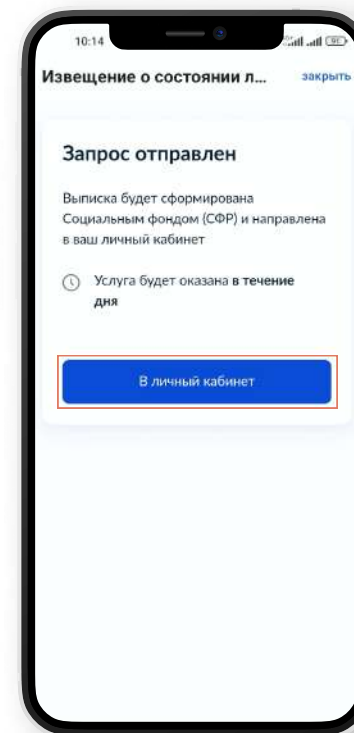 10:14
Извещение о состоянии л... закрыть
Запрос отправлен
Выписка будет сформирована
Социальным фондом (СФР) и направлена
в ваш личный кабинет
Услуга будет оказана в течение
дня
В личный кабинет